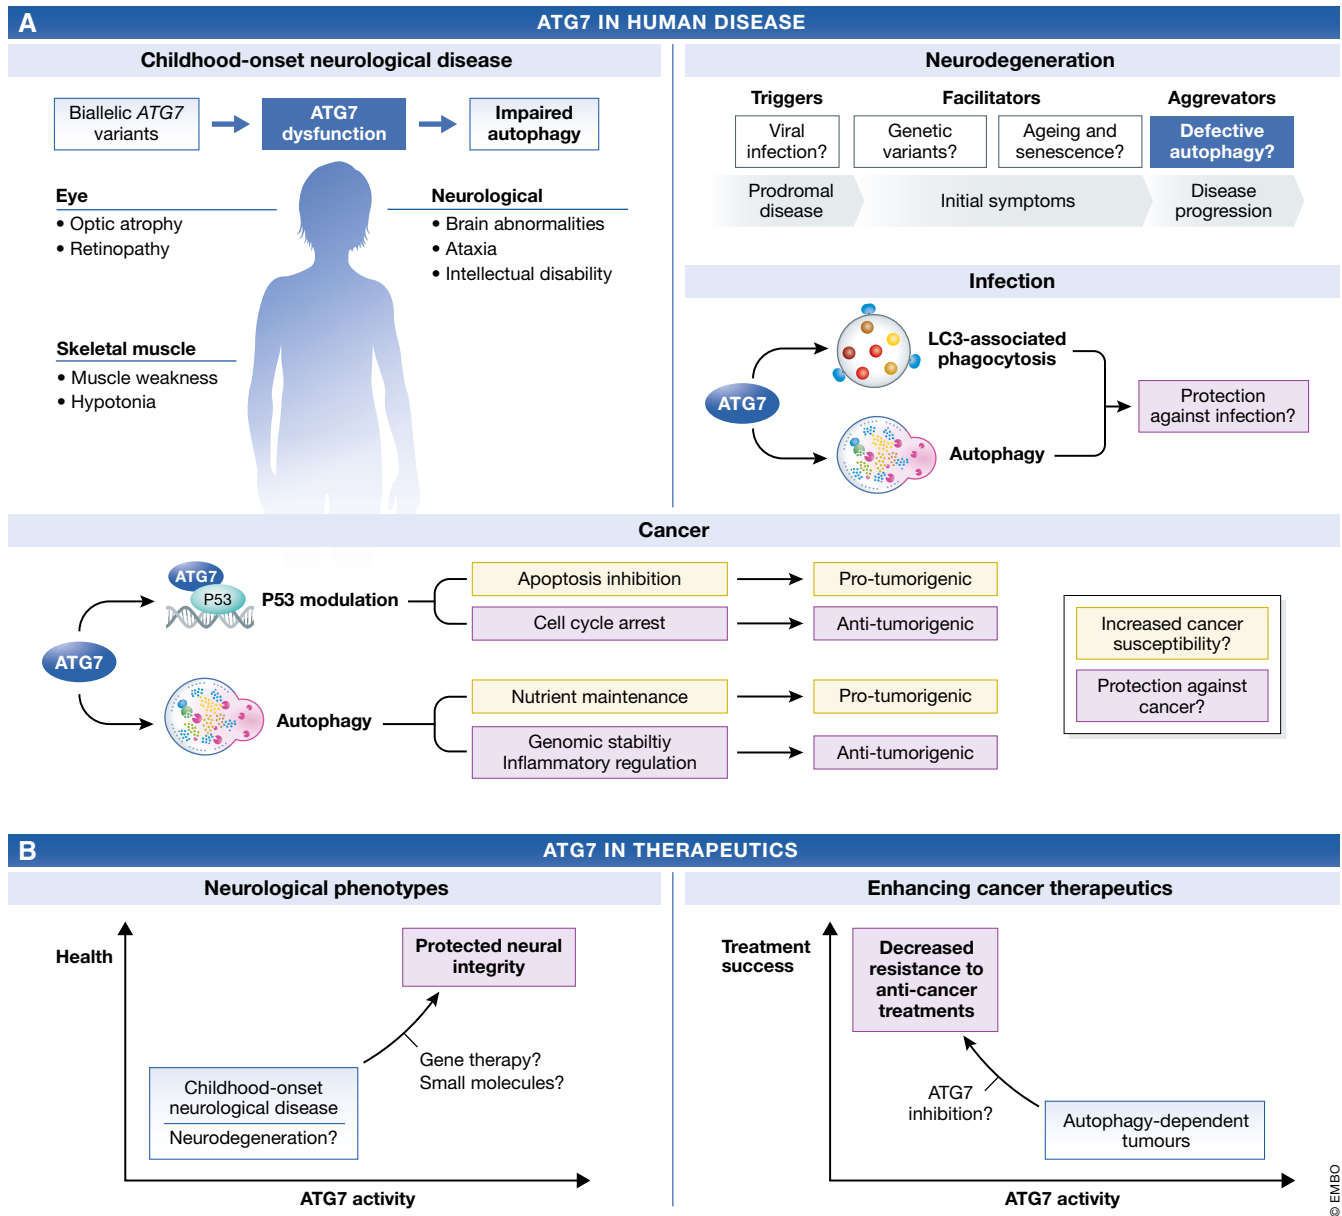 A
ATG7 IN HUMAN DISEASE
Childhood-onset neurological disease
Biallelic ATG7
variants
ATG7
dysfunction
Impaired
autophagy
Eye
• Optic atrophy
• Retinopathy
Neurological
• Brain abnormalities
• Ataxia
• Intellectual disability
Skeletal muscle
• Muscle weakness
• Hypotonia
Neurodegeneration
Triggers
Facilitators
Aggrevators
Viral
infection?
Genetic
variants?
Ageing and
senescence?
Defective
autophagy?
Prodromal
disease
Initial symptoms
Disease
progression
Infection
ATG7
LC3-associated
phagocytosis
Autophagy
Protection
against infection?
Cancer
ATG7
ATG7
P53
P53 modulation
Apoptosis inhibition
Pro-tumorigenic
Cell cycle arrest
Anti-tumorigenic
Autophagy
Nutrient maintenance
Pro-tumorigenic
Genomic stabiltiy
Inflammatory regulation
Anti-tumorigenic
Increased cancer
susceptibility?
Protection against
cancer?
B
ATG7 IN THERAPEUTICS
Neurological phenotypes
Health
Protected neural
integrity
Gene therapy?
Small molecules?
Childhood-onset
neurological disease
Neurodegeneration?
ATG7 activity
Enhancing cancer therapeutics
Treatment
success
Decreased
resistance to
anti-cancer
treatments
ATG7
inhibition?
Autophagy-dependent
tumours
ATG7 activity
© EMBO